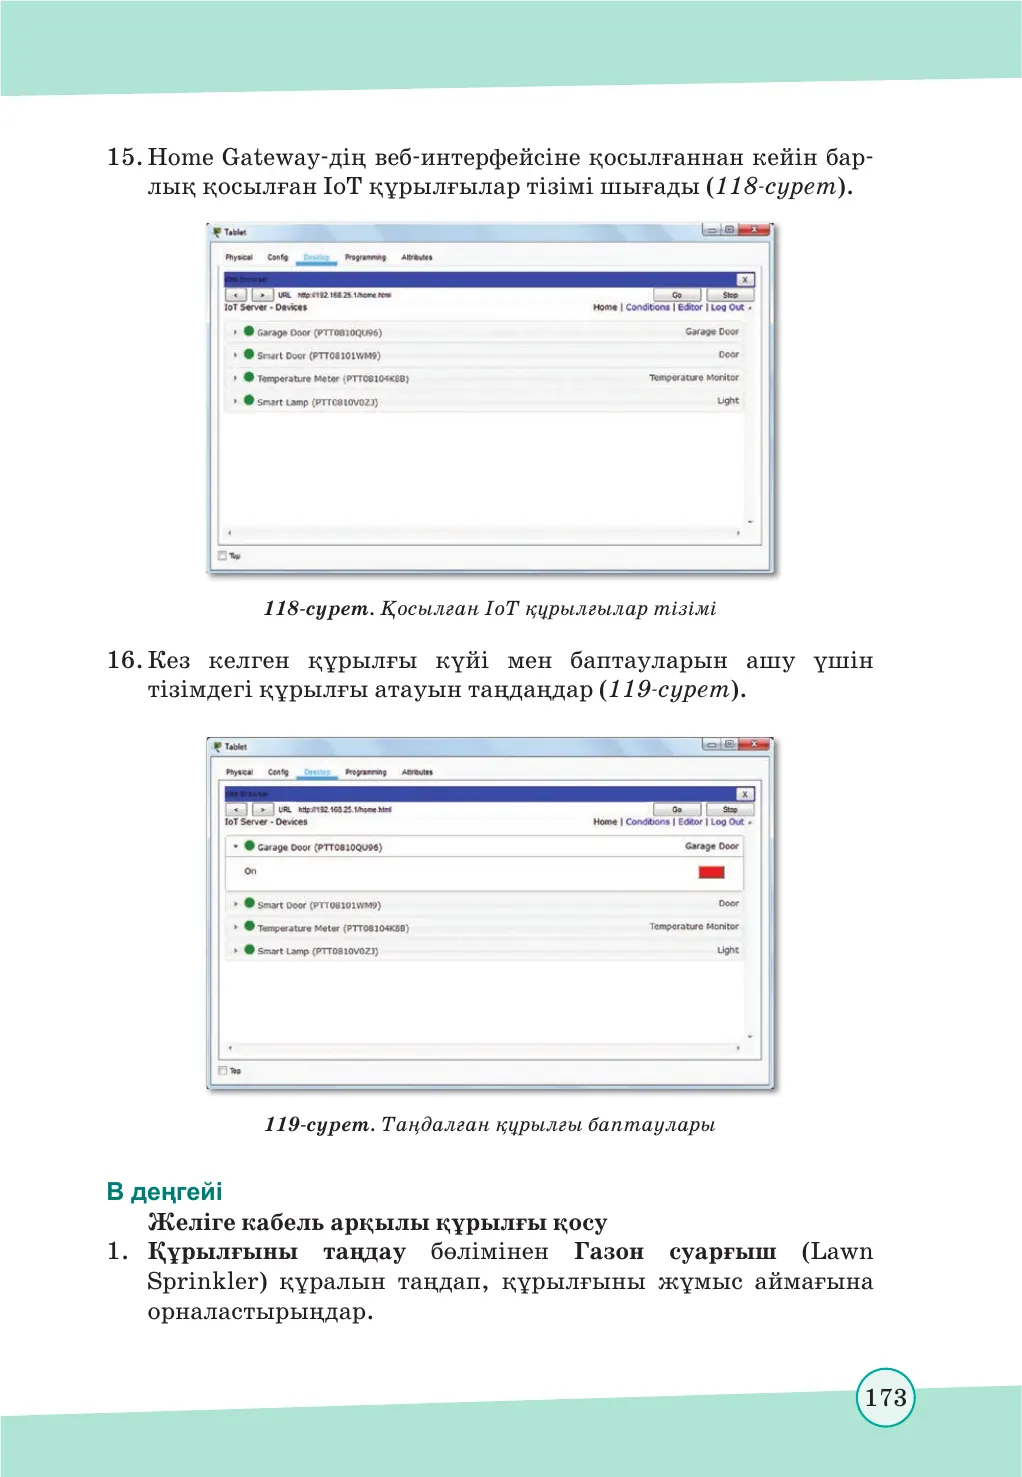 15. Home Gateway-дің веб-интерфейсіне қосылғаннан кейін бар-
лық қосылған IoT құрылғылар тізімі шығады (118-сурет).
Tablet
Physical Config Desktop Programming Attributes
Web Browser X
< > URL http://192.168.25.1/home.html Go Stop
IoT Server - Devices Home | Conditions | Editor | Log Out
Garage Door (PTT0810QU96) Garage Door
Smart Door (PTT08101WM9) Door
Temperature Meter (PTT08104K8B) Temperature Monitor
Smart Lamp (PTT0810V0ZJ) Light
Top
118-сурет. Қосылған IoT құрылғылар тізімі
16. Кез келген құрылғы күйі мен баптауларын ашу үшін
тізімдегі құрылғы атауын таңдаңдар (119-сурет).
Tablet
Physical Config Desktop Programming Attributes
Web Browser X
< > URL http://192.168.25.1/home.html Go Stop
IoT Server - Devices Home | Conditions | Editor | Log Out
Garage Door (PTT0810QU96) Garage Door
On
Smart Door (PTT08101WM9) Door
Temperature Meter (PTT08104K8B) Temperature Monitor
Smart Lamp (PTT0810V0ZJ) Light
Top
119-сурет. Таңдалған құрылғы баптаулары
В деңгейі
Желіге кабель арқылы құрылғы қосу
1. Құрылғыны таңдау бөлімінен Газон суарғыш (Lawn
Sprinkler) құралын таңдап, құрылғыны жұмыс аймағына
орналастырыңдар.
173